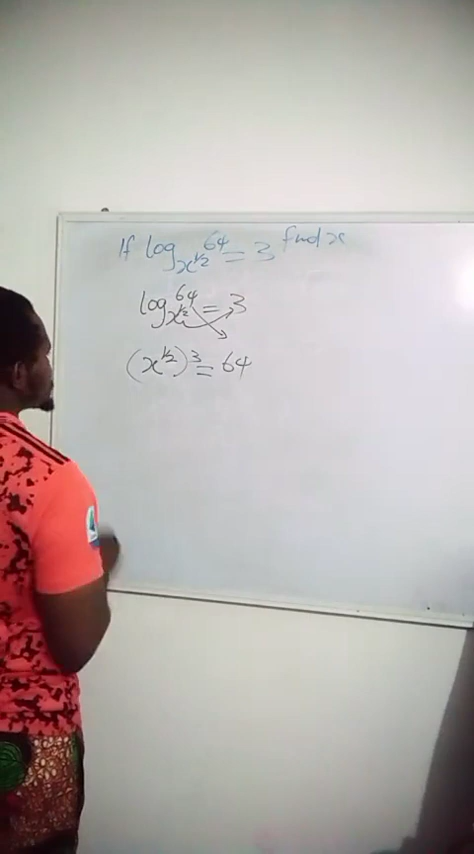 If log_{x^{1/2}} 64 = 3 find x
log_{x^{1/2}} 64 = 3
(x^{1/2})^3 = 64